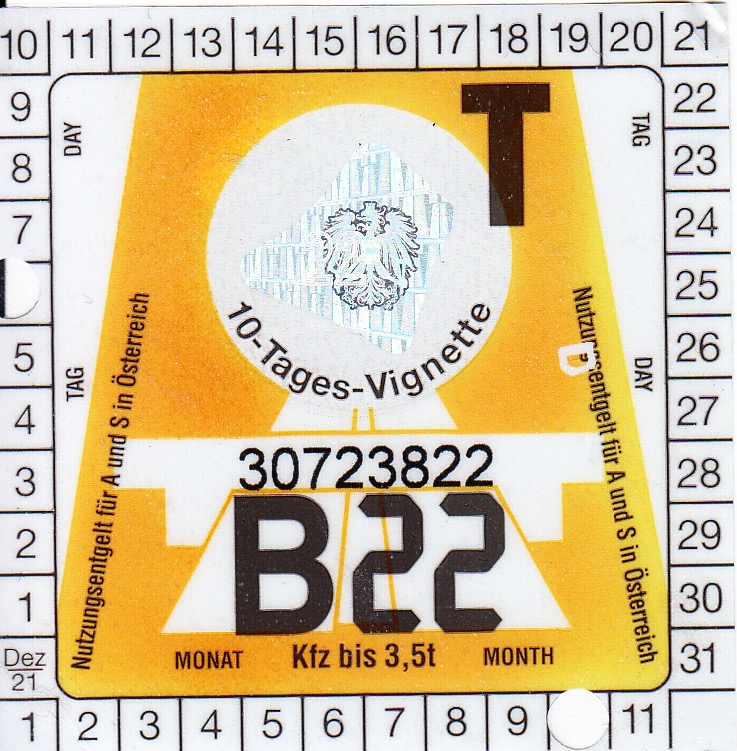 10 11 12 13 14 15 16 17 18 19 20 21
9
8
7
5
4
3
2
1
Dez
21
DAY
TAG
Nutzungsentgelt für A und S in Österreich
T
10-Tages-Vignette
30723822
B22
MONAT
Kfz bis 3,5t
MONTH
TAG
DAY
D
Nutzungsentgelt für A und S in Österreich
22
23
24
25
26
27
28
29
30
31
1 2 3 4 5 6 7 8 9 11